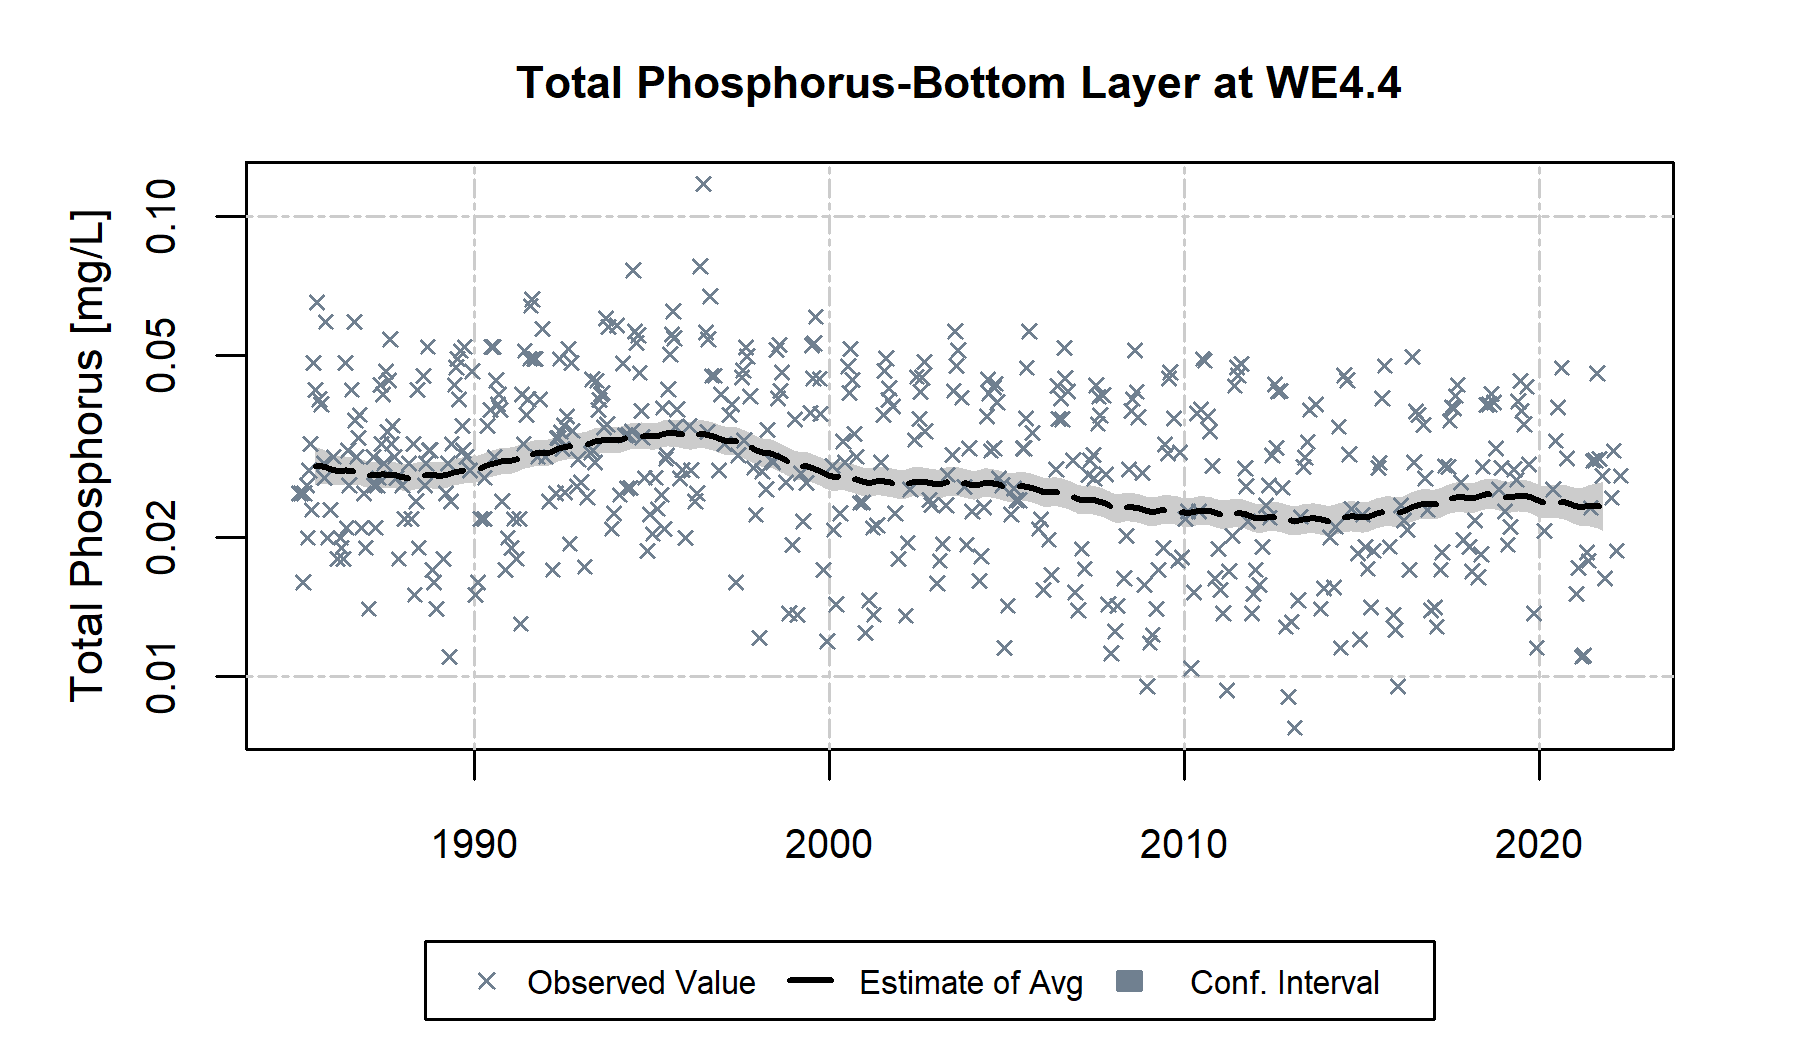 Total Phosphorus-Bottom Layer at WE4.4
Total Phosphorus [mg/L]
0.10
0.05
0.02
0.01
1990 2000 2010 2020
Observed Value Estimate of Avg Conf. Interval